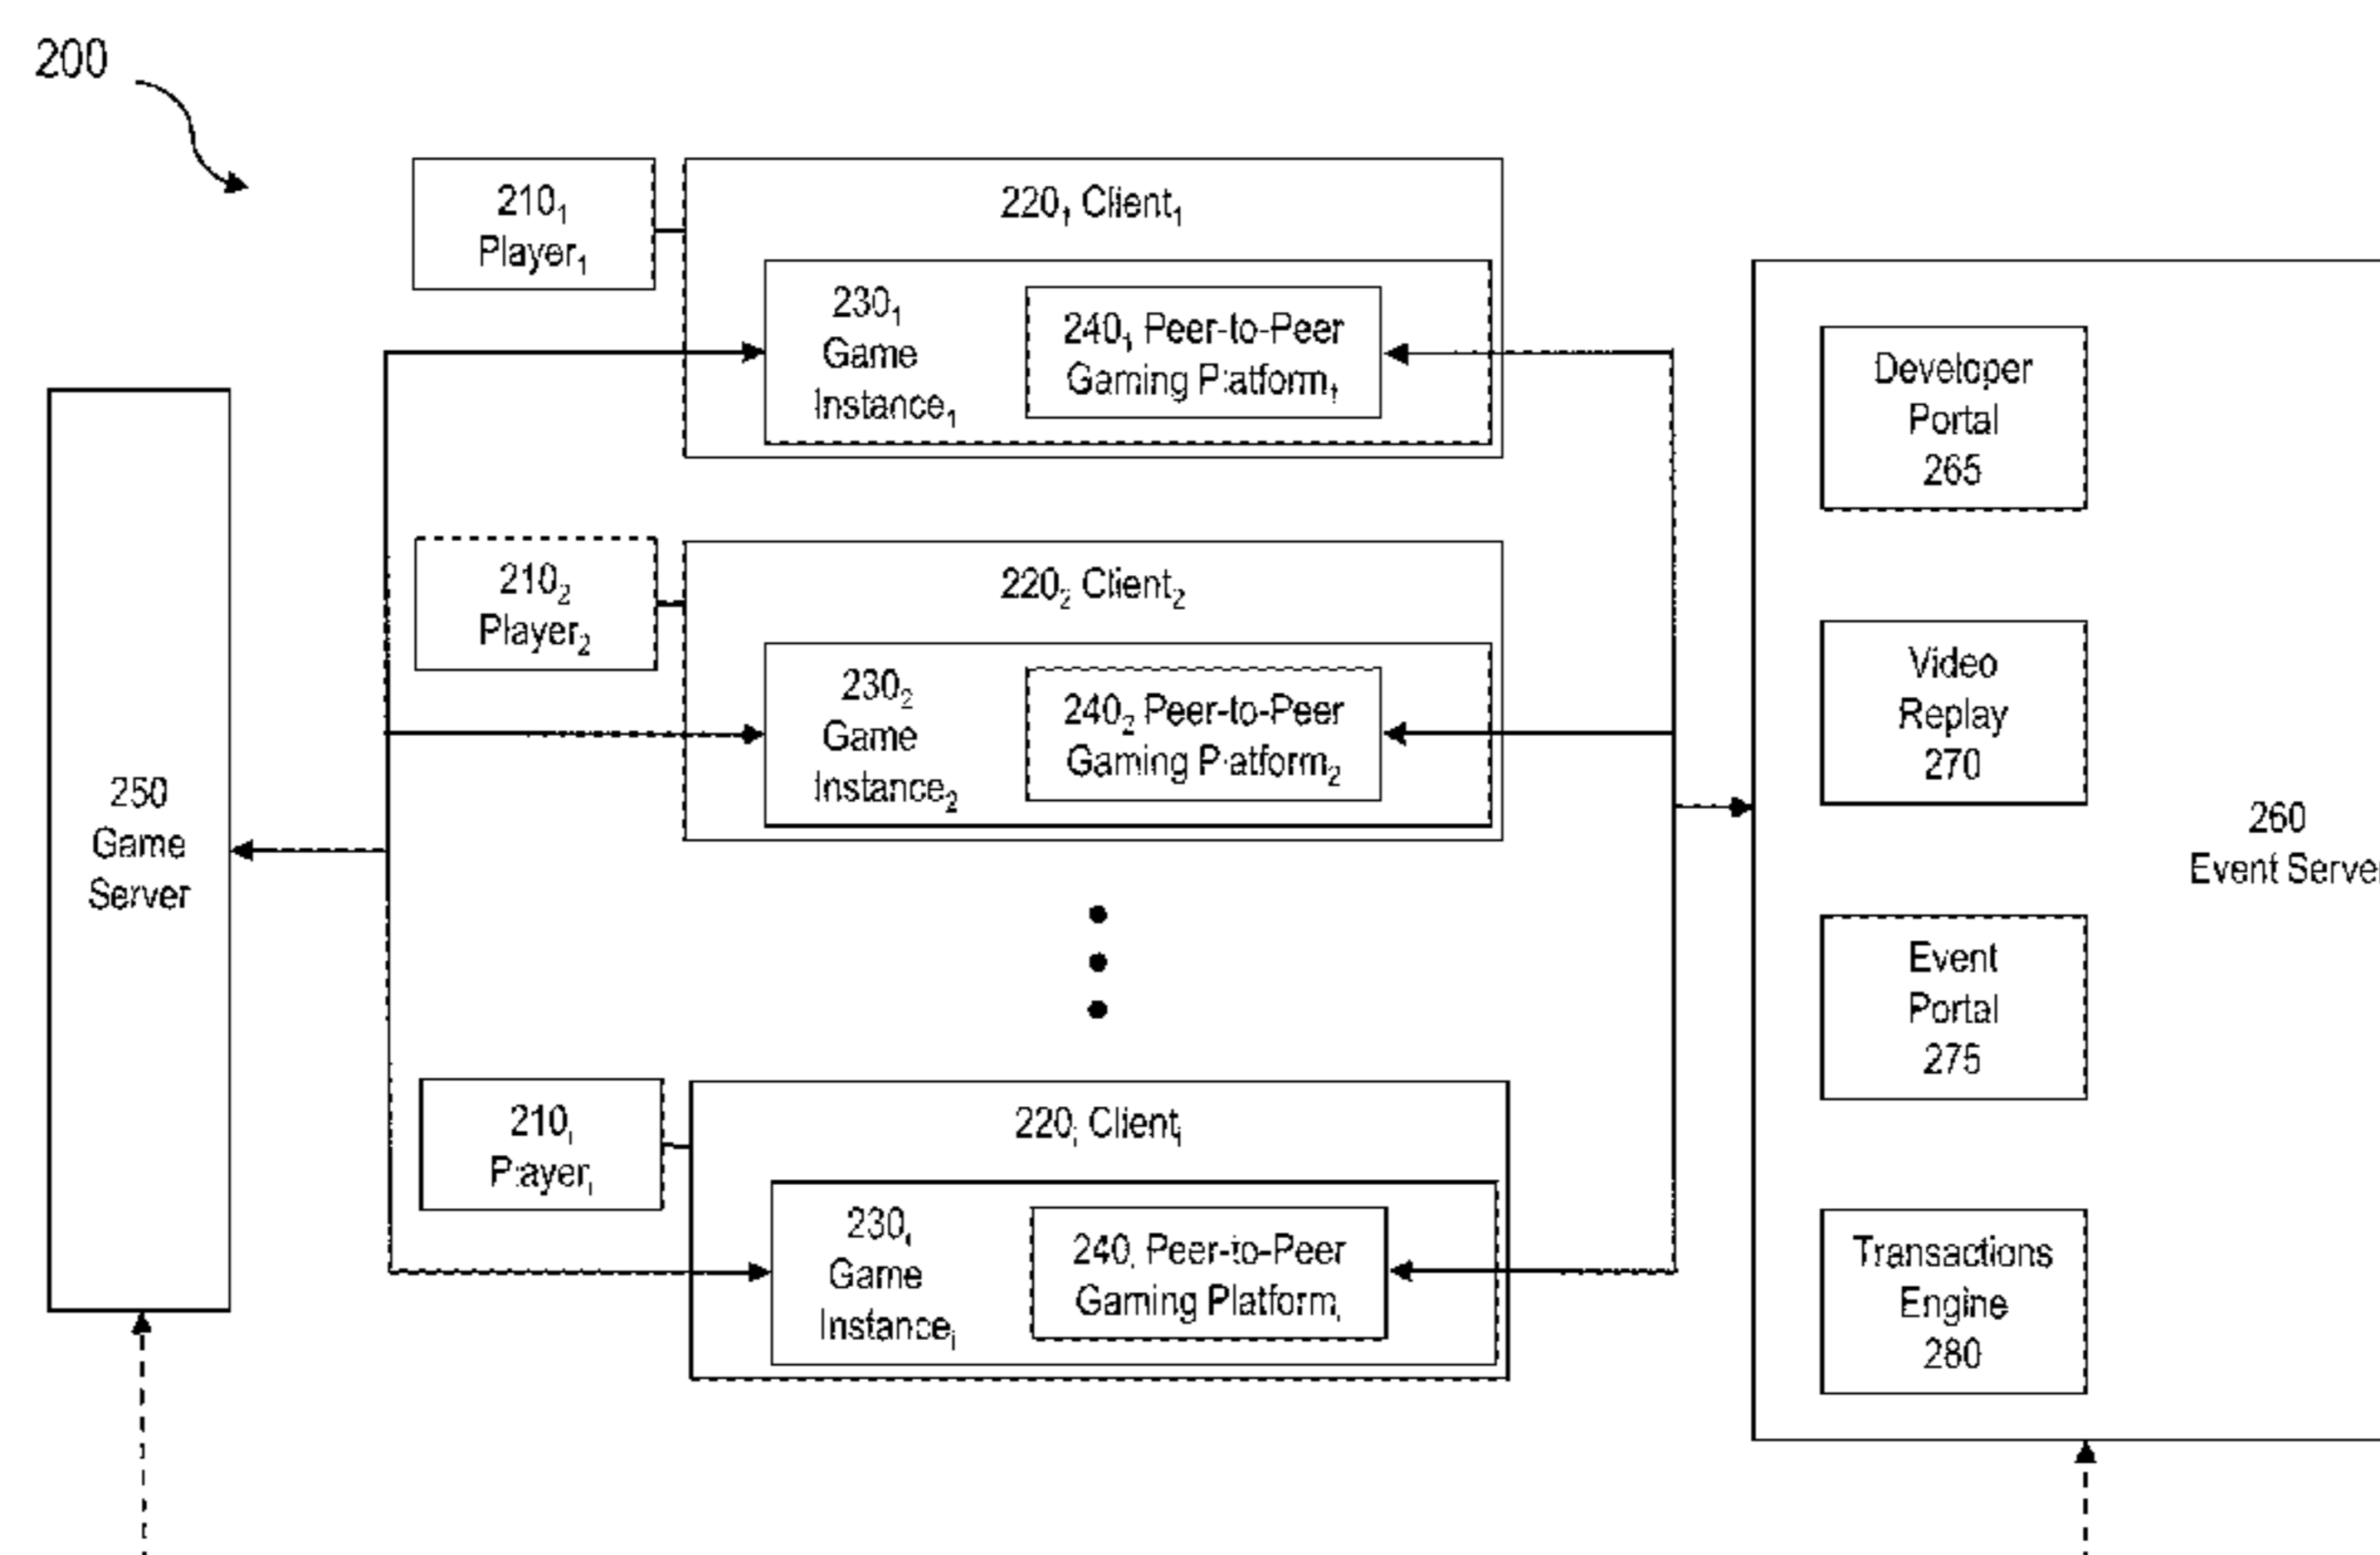 200
210₁
Player₁
220₁ Client₁
230₁
Game
Instance₁
240₁ Peer-to-Peer
Gaming Platform₁
210₂
Player₂
220₂ Client₂
230₂
Game
Instance₂
240₂ Peer-to-Peer
Gaming Platform₂
210ᵢ
Playerᵢ
220ᵢ Clientᵢ
230ᵢ
Game
Instanceᵢ
240ᵢ Peer-to-Peer
Gaming Platformᵢ
250
Game
Server
Developer
Portal
265
Video
Replay
270
Event
Portal
275
Transactions
Engine
280
260
Event Server